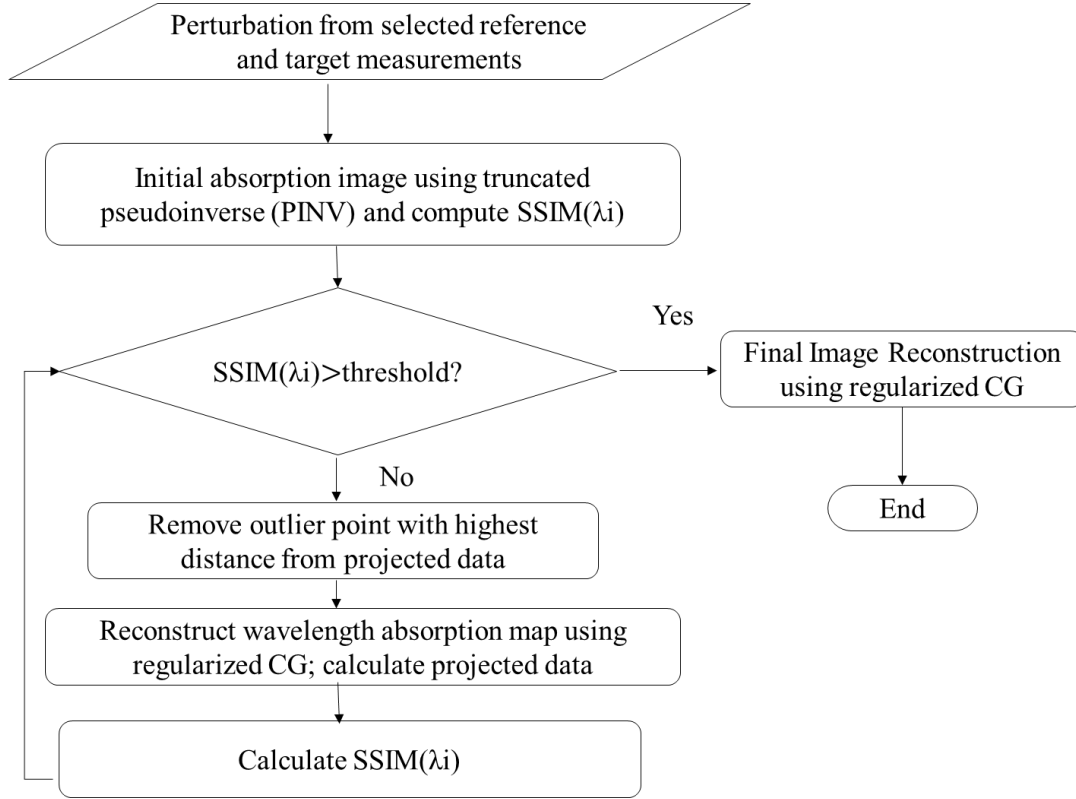 Perturbation from selected reference
and target measurements
Initial absorption image using truncated
pseudoinverse (PINV) and compute SSIM(λi)
SSIM(λi)>threshold?
Yes
Final Image Reconstruction
using regularized CG
End
No
Remove outlier point with highest
distance from projected data
Reconstruct wavelength absorption map using
regularized CG; calculate projected data
Calculate SSIM(λi)